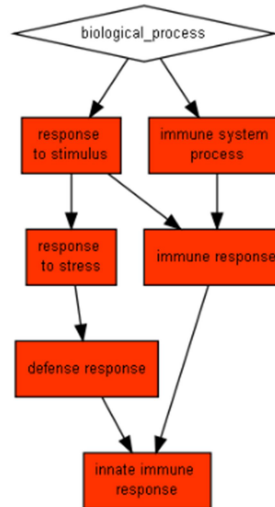 biological_process
response
to stimulus
immune system
process
response
to stress
immune response
defense response
innate immune
response